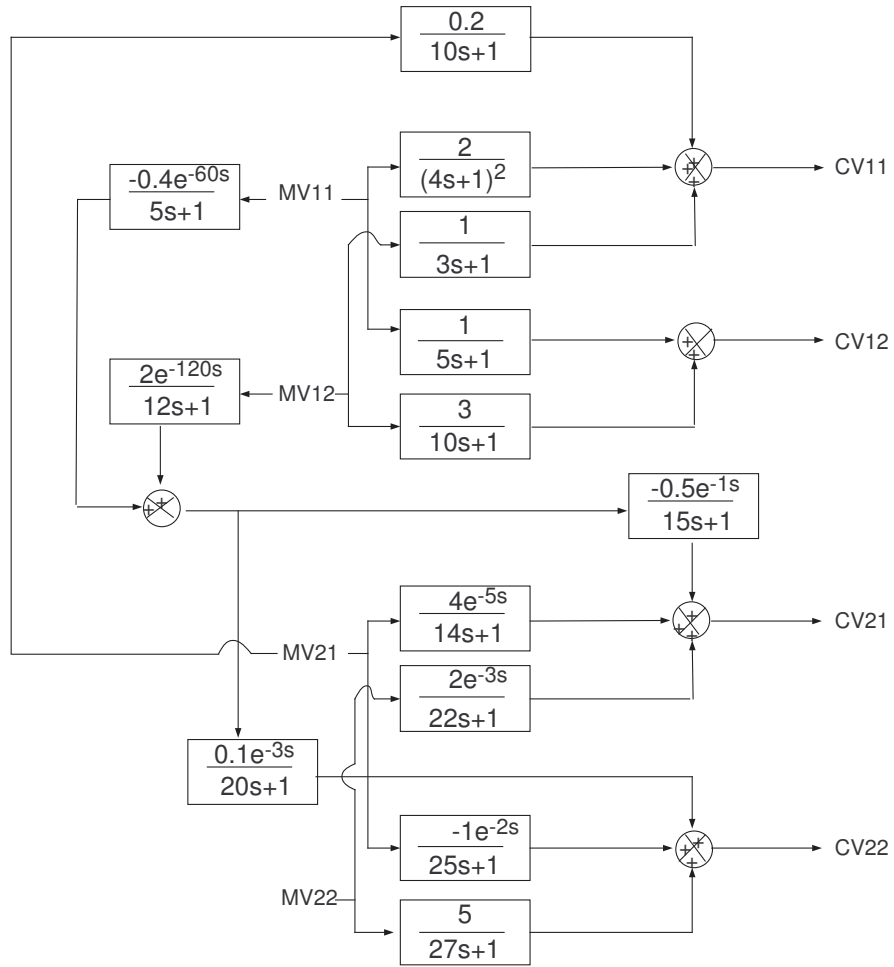 0.2
10s+1
2
(4s+1)²
CV11
-0.4e⁻⁶⁰ˢ
5s+1
MV11
1
3s+1
1
5s+1
CV12
2e⁻¹²⁰ˢ
12s+1
MV12
3
10s+1
-0.5e⁻¹ˢ
15s+1
4e⁻⁵ˢ
14s+1
CV21
MV21
2e⁻³ˢ
22s+1
0.1e⁻³ˢ
20s+1
-1e⁻²ˢ
25s+1
CV22
MV22
5
27s+1